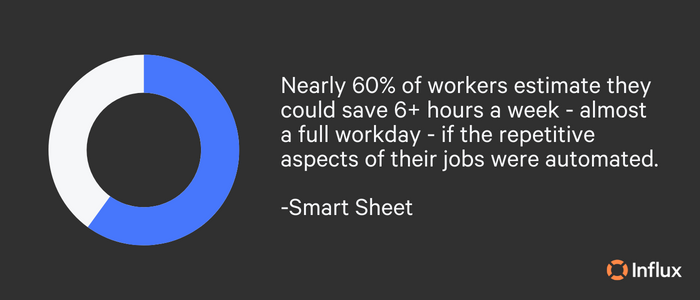 Nearly 60% of workers estimate they
could save 6+ hours a week - almost
a full workday - if the repetitive
aspects of their jobs were automated.
-Smart Sheet
Influx